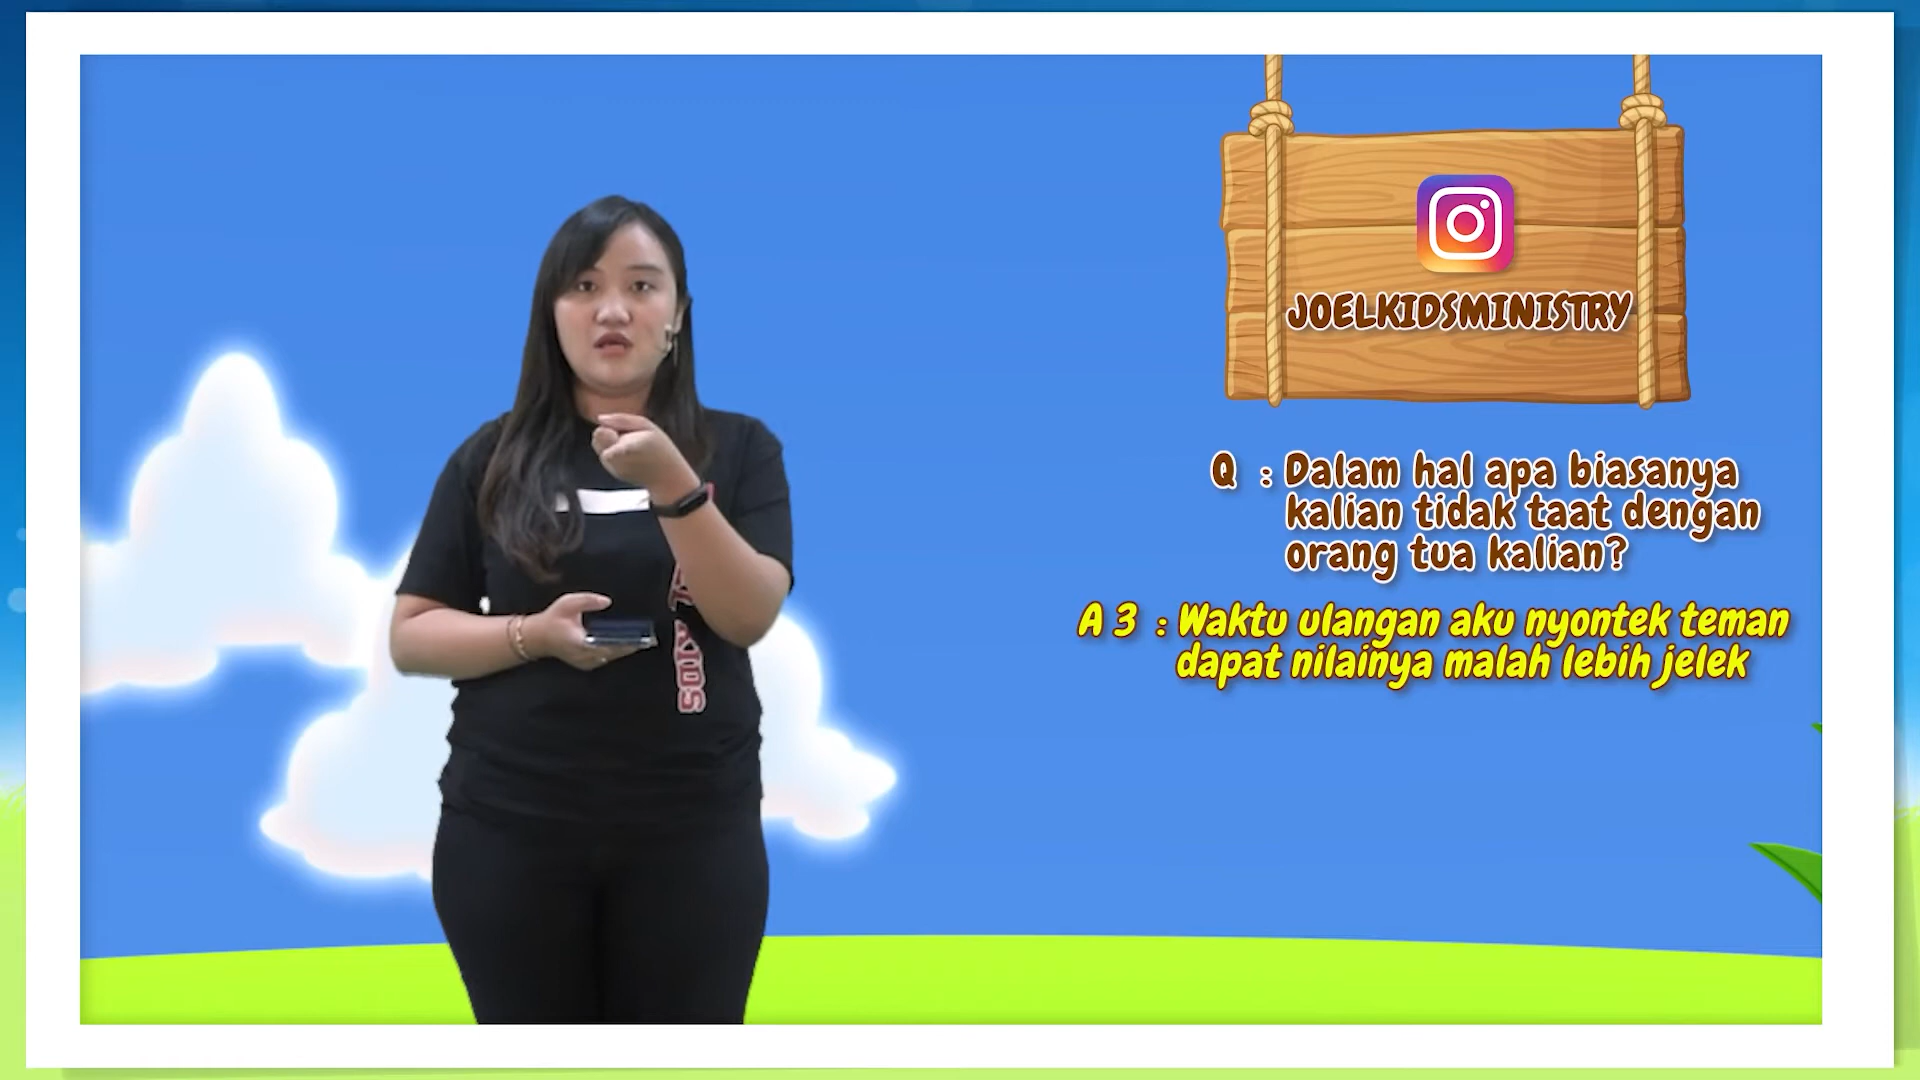 JOELKIDSMINISTRY
Q : Dalam hal apa biasanya
kalian tidak taat dengan
orang tua kalian?
A 3 : Waktu ulangan aku nyontek teman
dapat nilainya malah lebih jelek